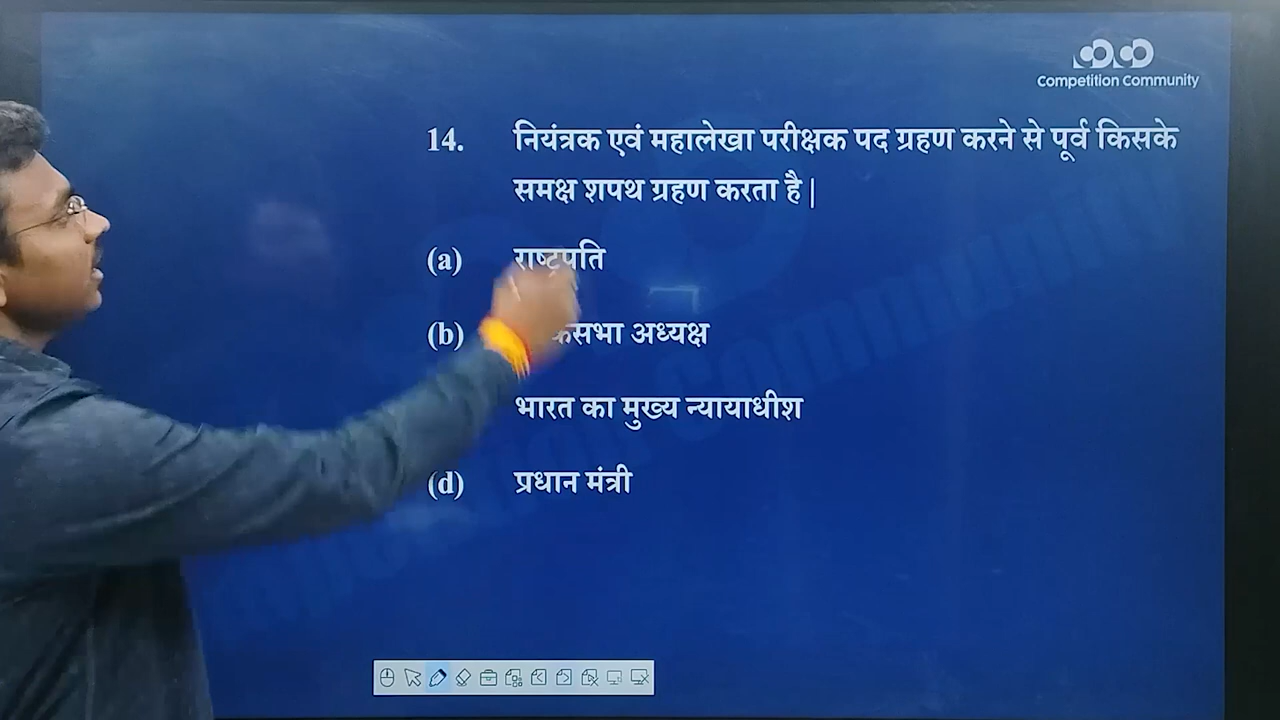 Competition Community
14. नियंत्रक एवं महालेखा परीक्षक पद ग्रहण करने से पूर्व किसके
समक्ष शपथ ग्रहण करता है |
(a) राष्ट्रपति
(b) अध्यक्ष
भारत का मुख्य न्यायाधीश
(d) प्रधान मंत्री